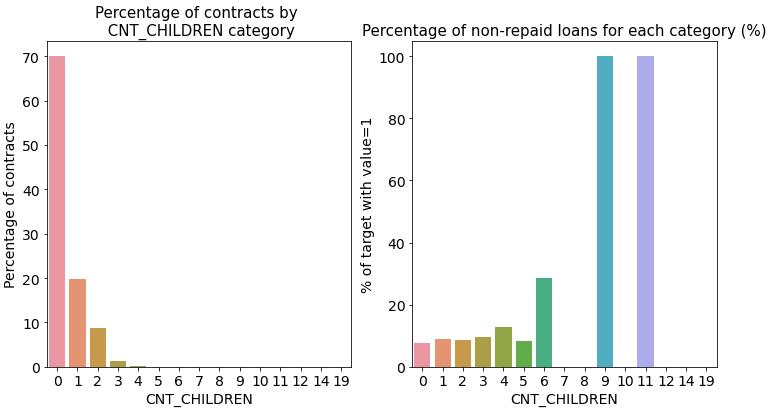 Percentage of contracts by
CNT_CHILDREN category
Percentage of contracts
70
60
50
40
30
20
10
0
0 1 2 3 4 5 6 7 8 9 10 11 12 14 19
CNT_CHILDREN
Percentage of non-repaid loans for each category (%)
% of target with value=1
100
80
60
40
20
0
0 1 2 3 4 5 6 7 8 9 10 11 12 14 19
CNT_CHILDREN